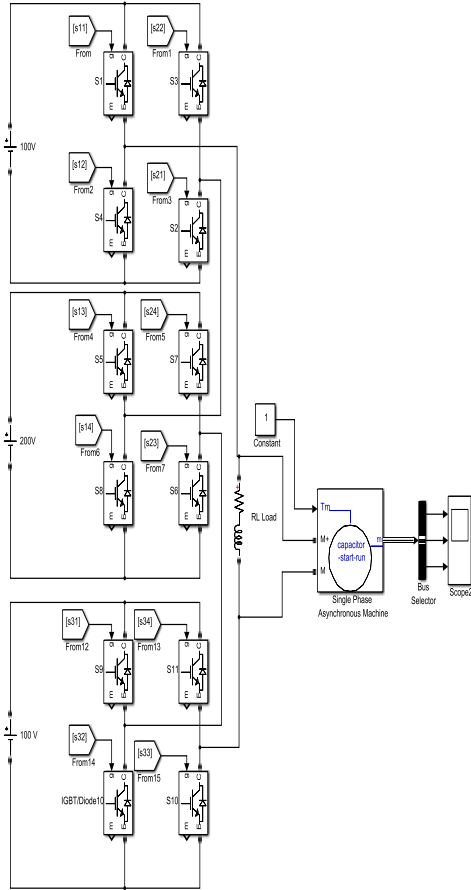 [s11]
[s22]
From
From1
g
C
g
C
S1
S3
m
E
m
E
100V
[s12]
[s21]
From2
From3
g
C
g
C
S4
S2
m
E
m
E
[s13]
[s24]
From4
From5
g
C
g
C
S5
S7
m
E
m
E
200V
[s14]
[s23]
From6
From7
g
C
g
C
S8
S6
m
E
m
E
1
Constant
RL Load
Tm
M+
M
capacitor
-start-run
m
Single Phase
Asynchronous Machine
Bus
Selector
Scope2
[s31]
[s34]
From12
From13
g
C
g
C
S9
S11
m
E
m
E
100 V
[s32]
[s33]
From14
From15
g
C
g
C
IGBT/Diode10
S10
m
E
m
E